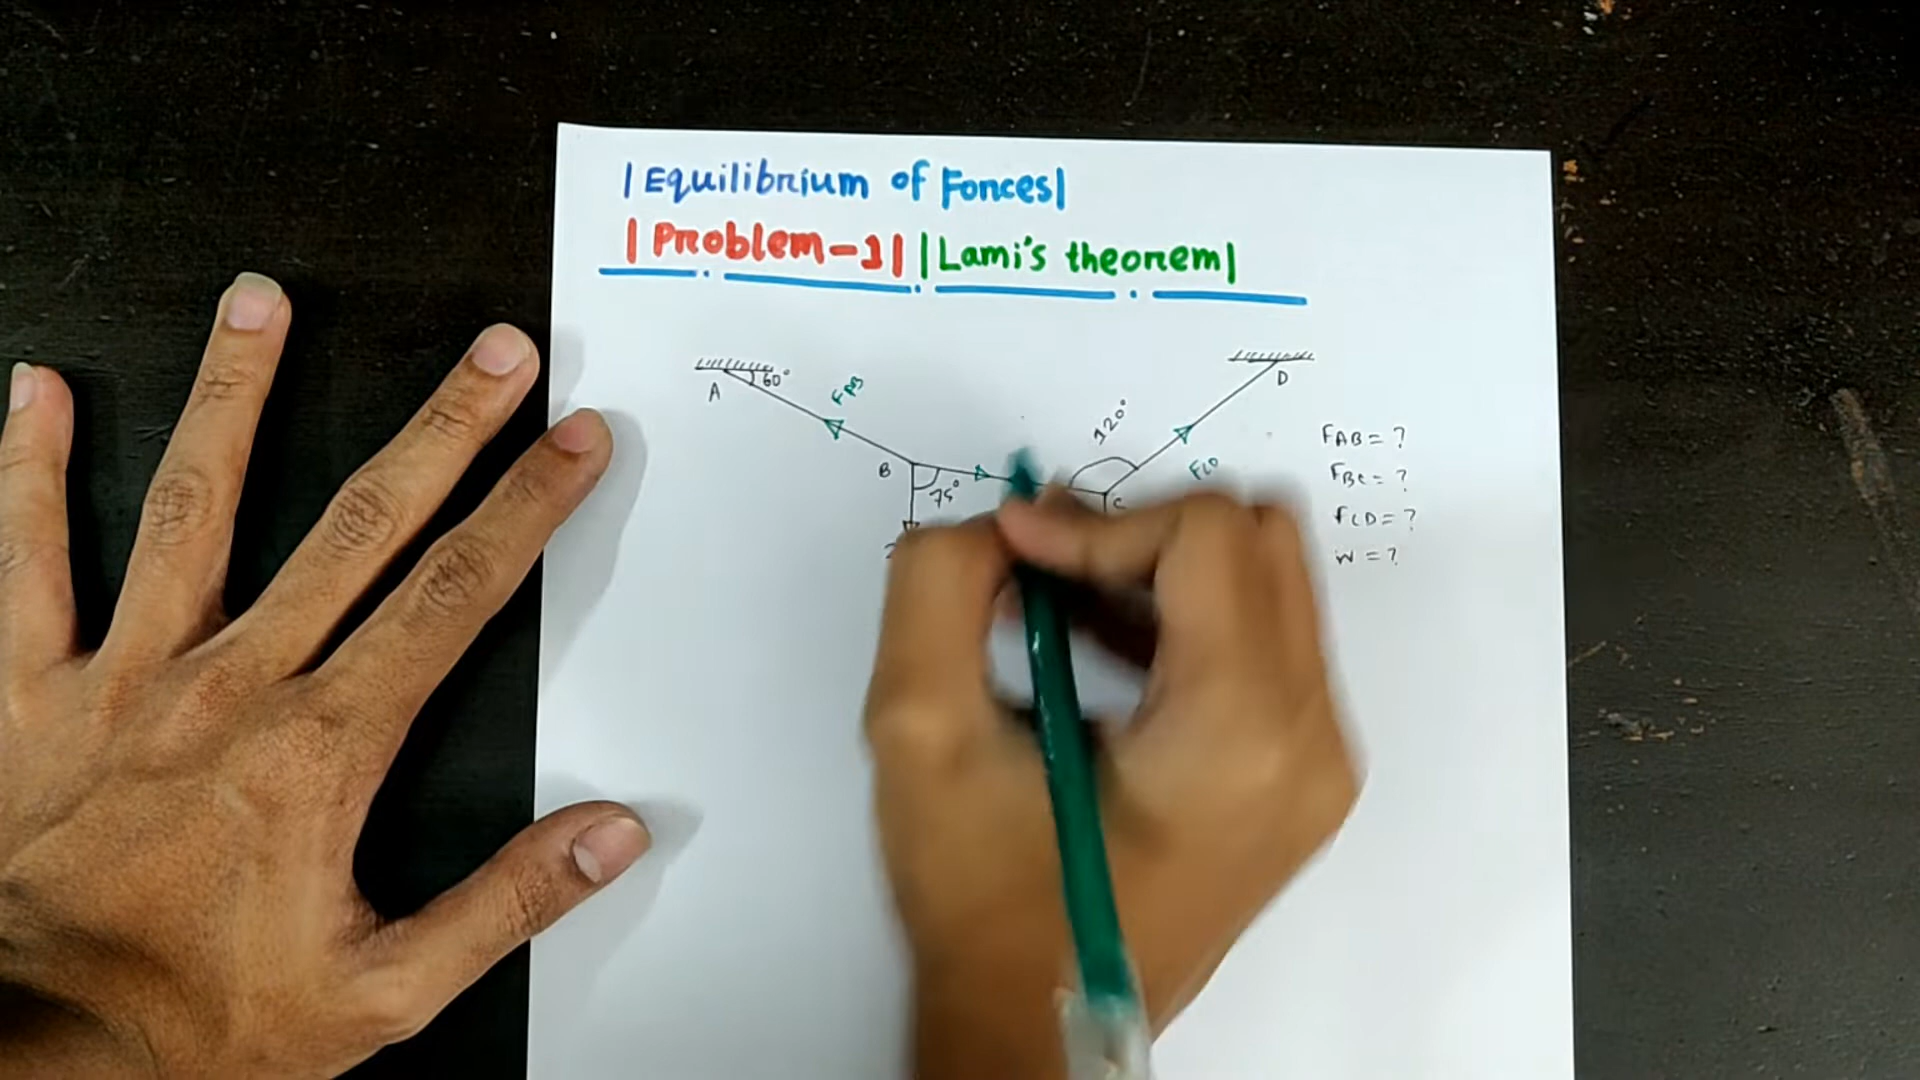 |Equilibrium of Forces|
|Problem-1| |Lami's theorem|
A 60° FAB 120° D
B 75° C FCD
FAB = ?
FBC = ?
FCD = ?
W = ?